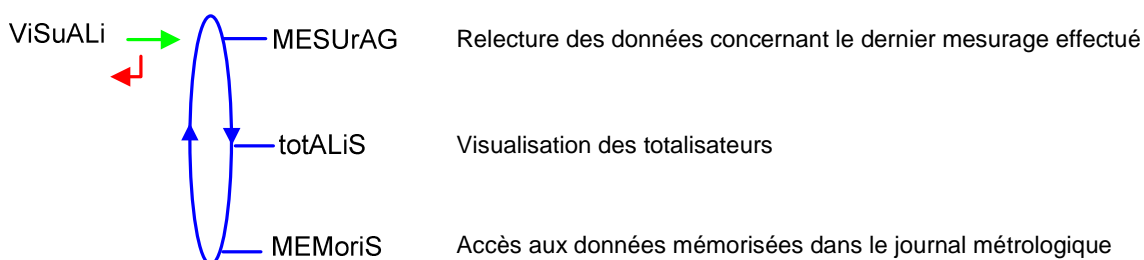 ViSuALi
MESUrAG Relecture des données concernant le dernier mesurage effectué
totALiS Visualisation des totalisateurs
MEMoriS Accès aux données mémorisées dans le journal métrologique